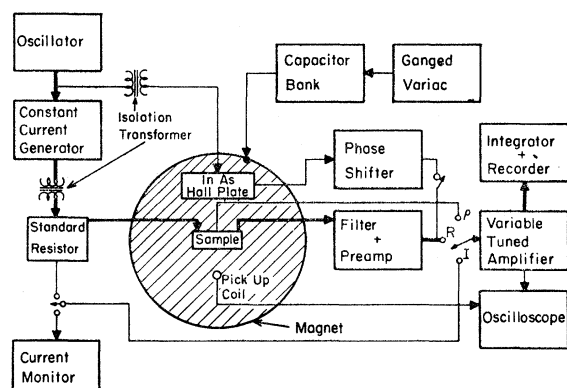 Oscillator
Capacitor
Bank
Ganged
Variac
Isolation
Transformer
Constant
Current
Generator
Integrator
+
Recorder
Phase
Shifter
In As
Hall Plate
Standard
Resistor
Sample
Filter
+
Preamp
ρ
R
I
Variable
Tuned
Amplifier
Pick Up
Coil
Magnet
Oscilloscope
Current
Monitor